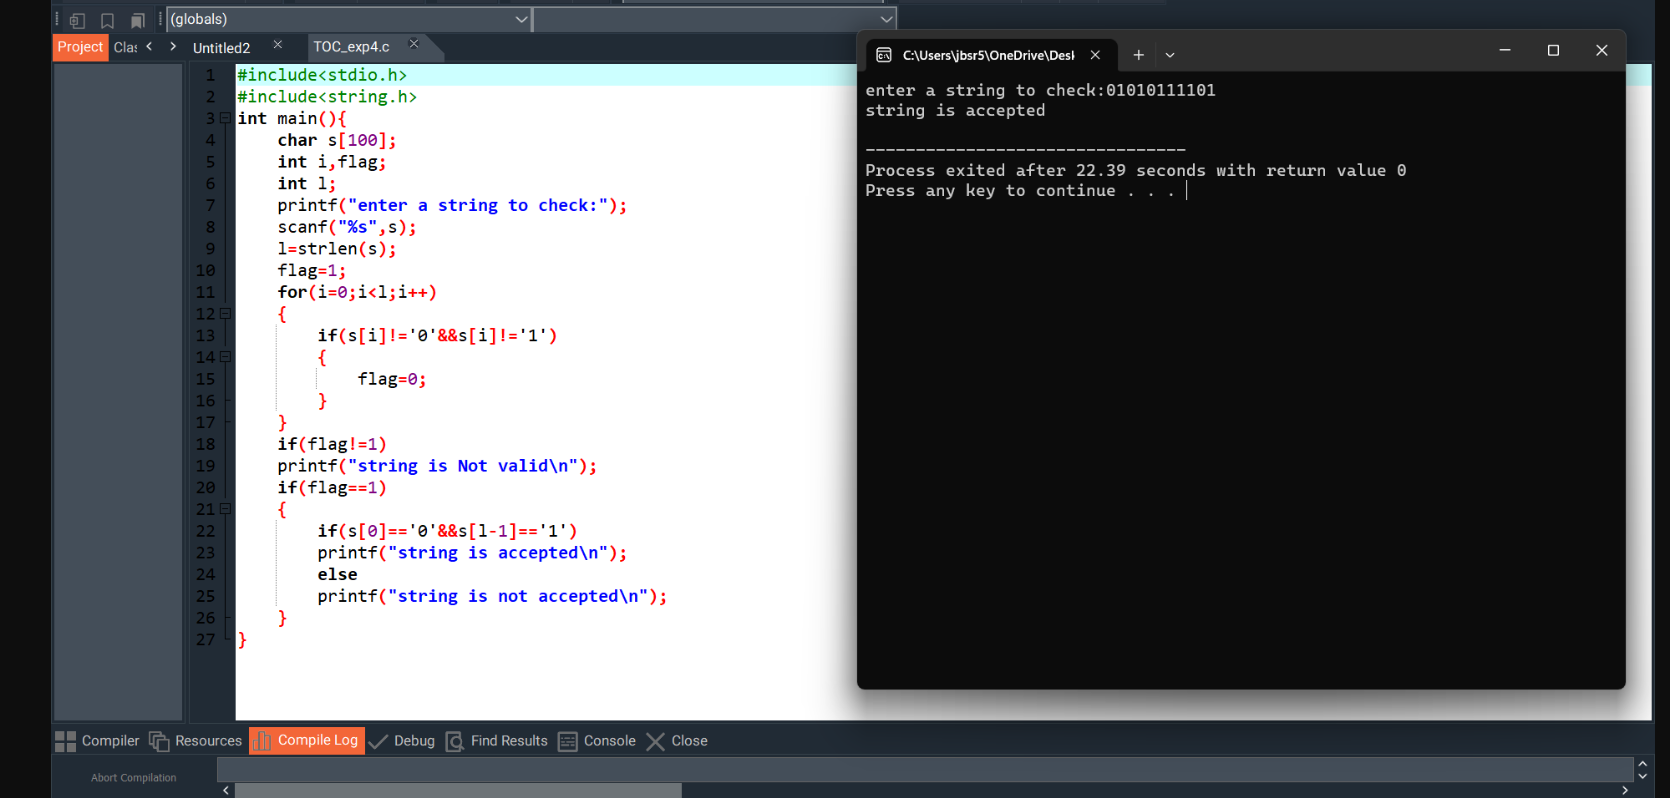 (globals)
Project Clas Untitled2 TOC_exp4.c
1 #include<stdio.h>
2 #include<string.h>
3 int main(){
4 char s[100];
5 int i,flag;
6 int l;
7 printf("enter a string to check:");
8 scanf("%s",s);
9 l=strlen(s);
10 flag=1;
11 for(i=0;i<l;i++)
12 {
13 if(s[i]!='0'&&s[i]!='1')
14 {
15 flag=0;
16 }
17 }
18 if(flag!=1)
19 printf("string is Not valid\n");
20 if(flag==1)
21 {
22 if(s[0]=='0'&&s[l-1]=='1')
23 printf("string is accepted\n");
24 else
25 printf("string is not accepted\n");
26 }
27 }
C:\Users\jbsr5\OneDrive\Desk
enter a string to check:01010111101
string is accepted
--------------------------------
Process exited after 22.39 seconds with return value 0
Press any key to continue . . .
Compiler Resources Compile Log Debug Find Results Console Close
Abort Compilation